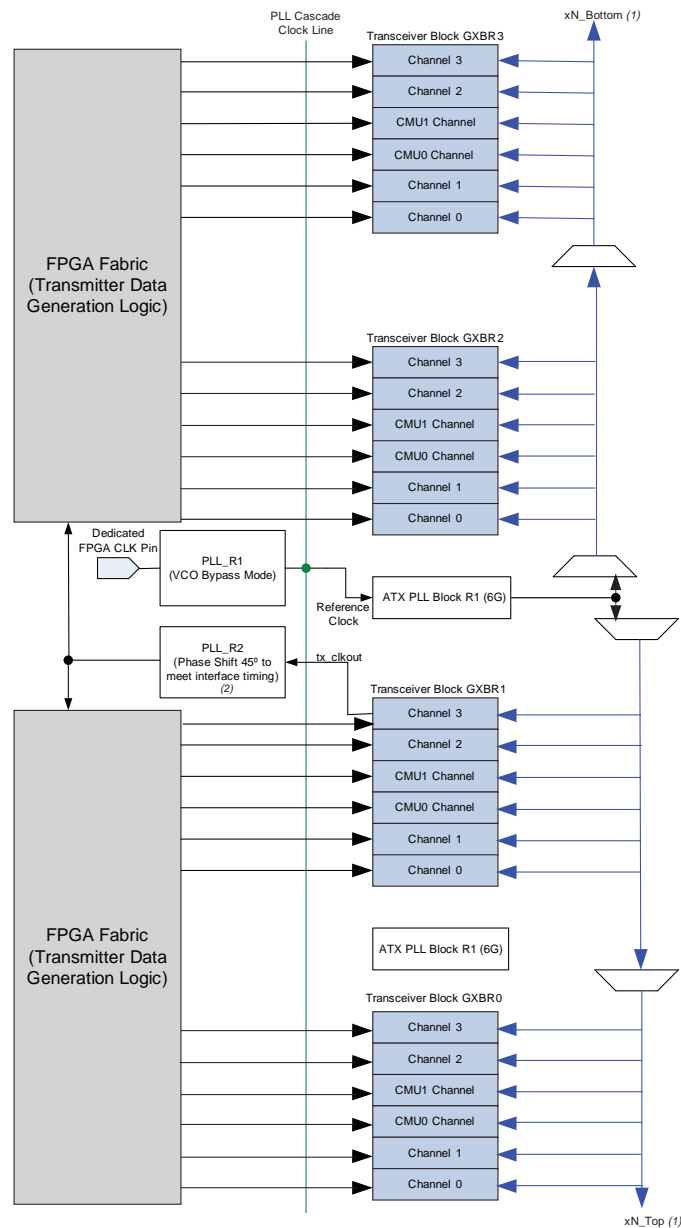 PLL Cascade
Clock Line
xN_Bottom (1)
Transceiver Block GXBR3
Channel 3
Channel 2
CMU1 Channel
CMU0 Channel
Channel 1
Channel 0
FPGA Fabric
(Transmitter Data
Generation Logic)
Transceiver Block GXBR2
Channel 3
Channel 2
CMU1 Channel
CMU0 Channel
Channel 1
Channel 0
Dedicated
FPGA CLK Pin
PLL_R1
(VCO Bypass Mode)
Reference
Clock
ATX PLL Block R1 (6G)
PLL_R2
(Phase Shift 45º to
meet interface timing)
(2)
tx_clkout
Transceiver Block GXBR1
Channel 3
Channel 2
CMU1 Channel
CMU0 Channel
Channel 1
Channel 0
FPGA Fabric
(Transmitter Data
Generation Logic)
ATX PLL Block R1 (6G)
Transceiver Block GXBR0
Channel 3
Channel 2
CMU1 Channel
CMU0 Channel
Channel 1
Channel 0
xN_Top (1)